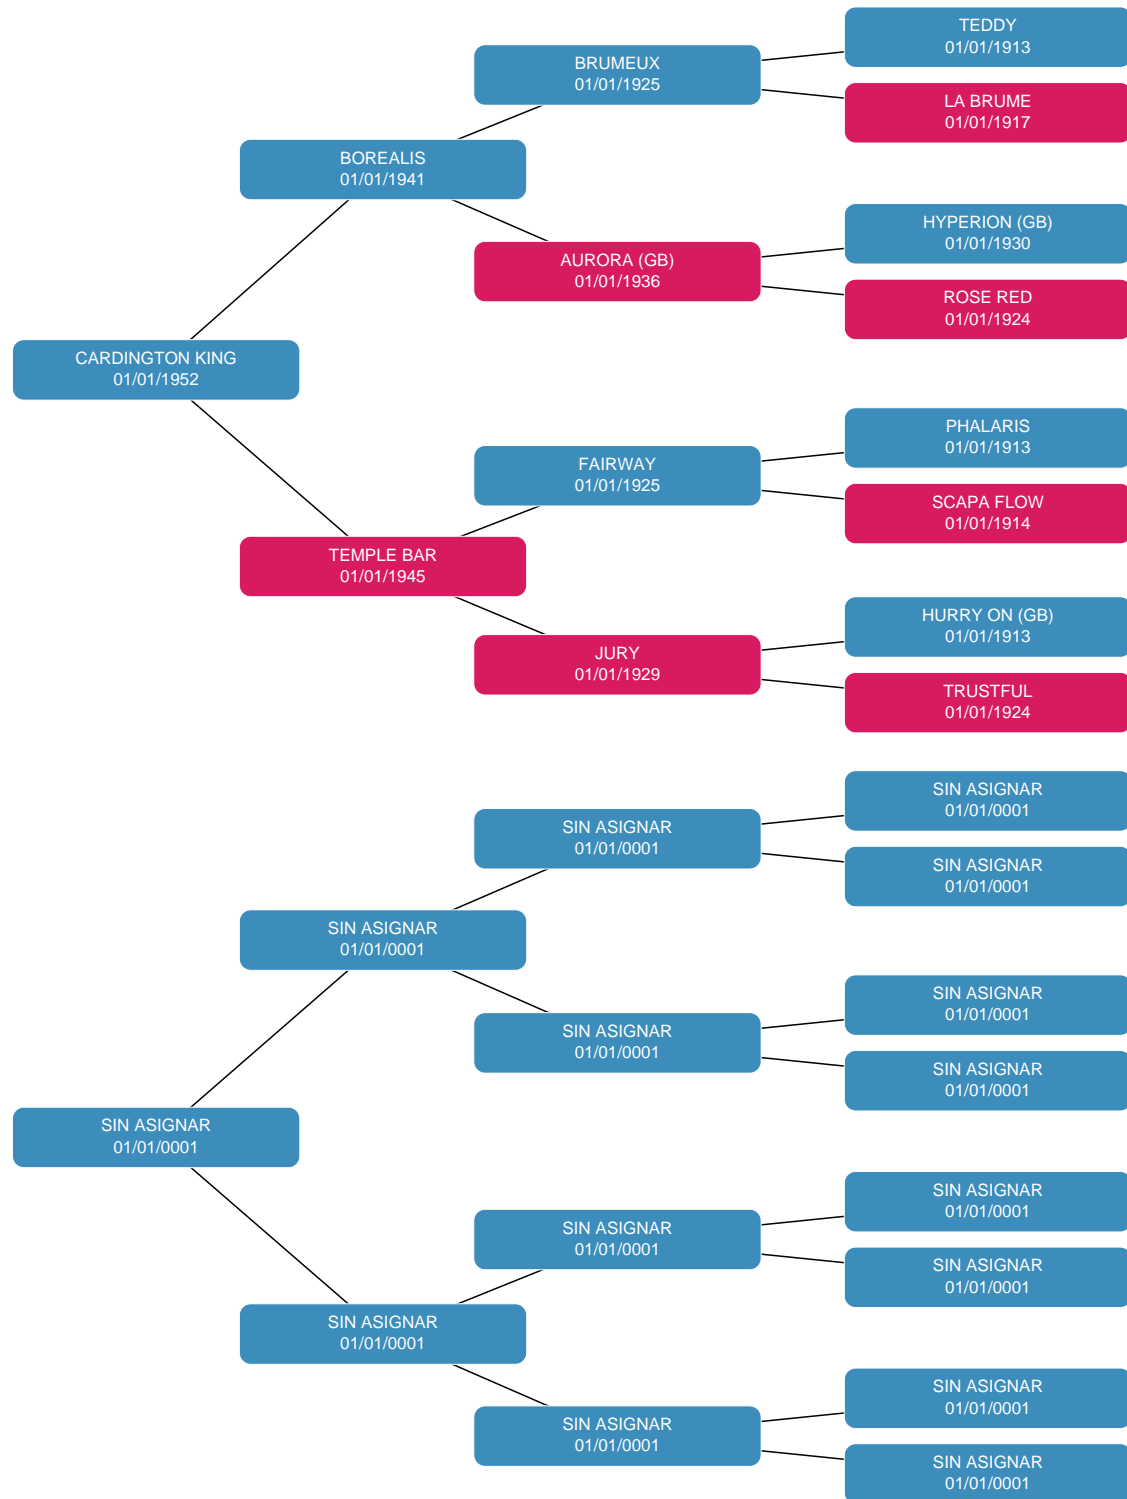 TEDDY
01/01/1913
BRUMEUX
01/01/1925
LA BRUME
01/01/1917
BOREALIS
01/01/1941
HYPERION (GB)
01/01/1930
AURORA (GB)
01/01/1936
ROSE RED
01/01/1924
CARDINGTON KING
01/01/1952
PHALARIS
01/01/1913
FAIRWAY
01/01/1925
SCAPA FLOW
01/01/1914
TEMPLE BAR
01/01/1945
HURRY ON (GB)
01/01/1913
JURY
01/01/1929
TRUSTFUL
01/01/1924
SIN ASIGNAR
01/01/0001
SIN ASIGNAR
01/01/0001
SIN ASIGNAR
01/01/0001
SIN ASIGNAR
01/01/0001
SIN ASIGNAR
01/01/0001
SIN ASIGNAR
01/01/0001
SIN ASIGNAR
01/01/0001
SIN ASIGNAR
01/01/0001
SIN ASIGNAR
01/01/0001
SIN ASIGNAR
01/01/0001
SIN ASIGNAR
01/01/0001
SIN ASIGNAR
01/01/0001
SIN ASIGNAR
01/01/0001
SIN ASIGNAR
01/01/0001
SIN ASIGNAR
01/01/0001